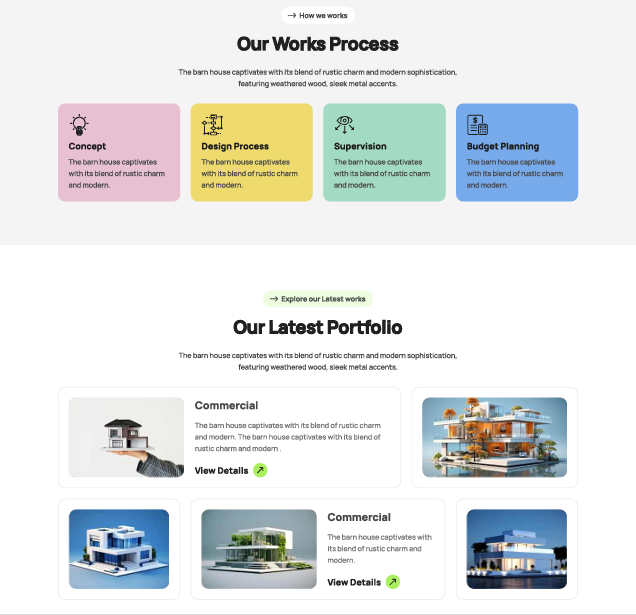 How we works
Our Works Process
The barn house captivates with its blend of rustic charm and modern sophistication,
featuring weathered wood, sleek metal accents.
Concept
The barn house captivates
with its blend of rustic charm
and modern.
Design Process
The barn house captivates
with its blend of rustic charm
and modern.
Supervision
The barn house captivates
with its blend of rustic charm
and modern.
$
Budget Planning
The barn house captivates
with its blend of rustic charm
and modern.
Explore our Latest works
Our Latest Portfolio
The barn house captivates with its blend of rustic charm and modern sophistication,
featuring weathered wood, sleek metal accents.
Commercial
The barn house captivates with its blend of rustic charm
and modern. The barn house captivates with its blend of
rustic charm and modern .
View Details
Commercial
The barn house captivates with
its blend of rustic charm and
modern.
View Details